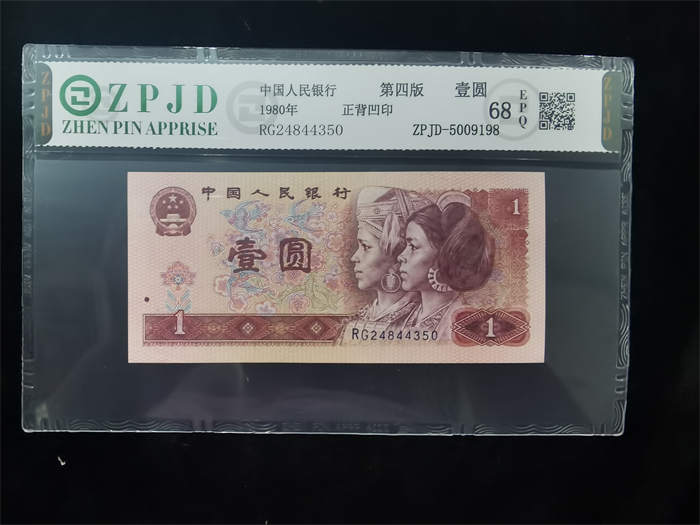 ZPJD
ZHEN PIN APPRISE
中国人民银行 第四版 壹圆
1980年 正背凹印
RG24844350 ZPJD-5009198
68 EPQ
ZPJD
ZPJD
中国人民银行
1
壹圆
1
RG24844350
1